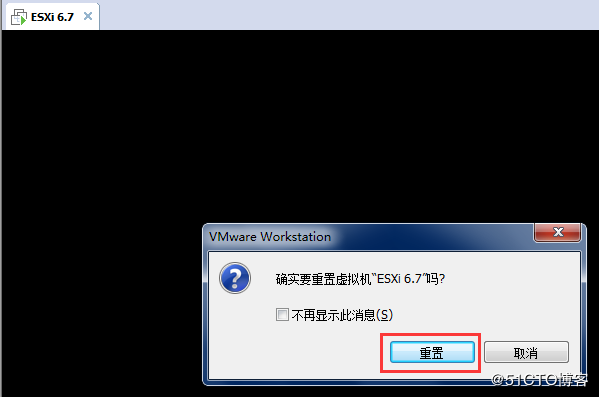 ESXi 6.7
VMware Workstation
确实要重置虚拟机“ESXi 6.7”吗?
不再显示此消息(S)
重置
取消
@51CTO博客